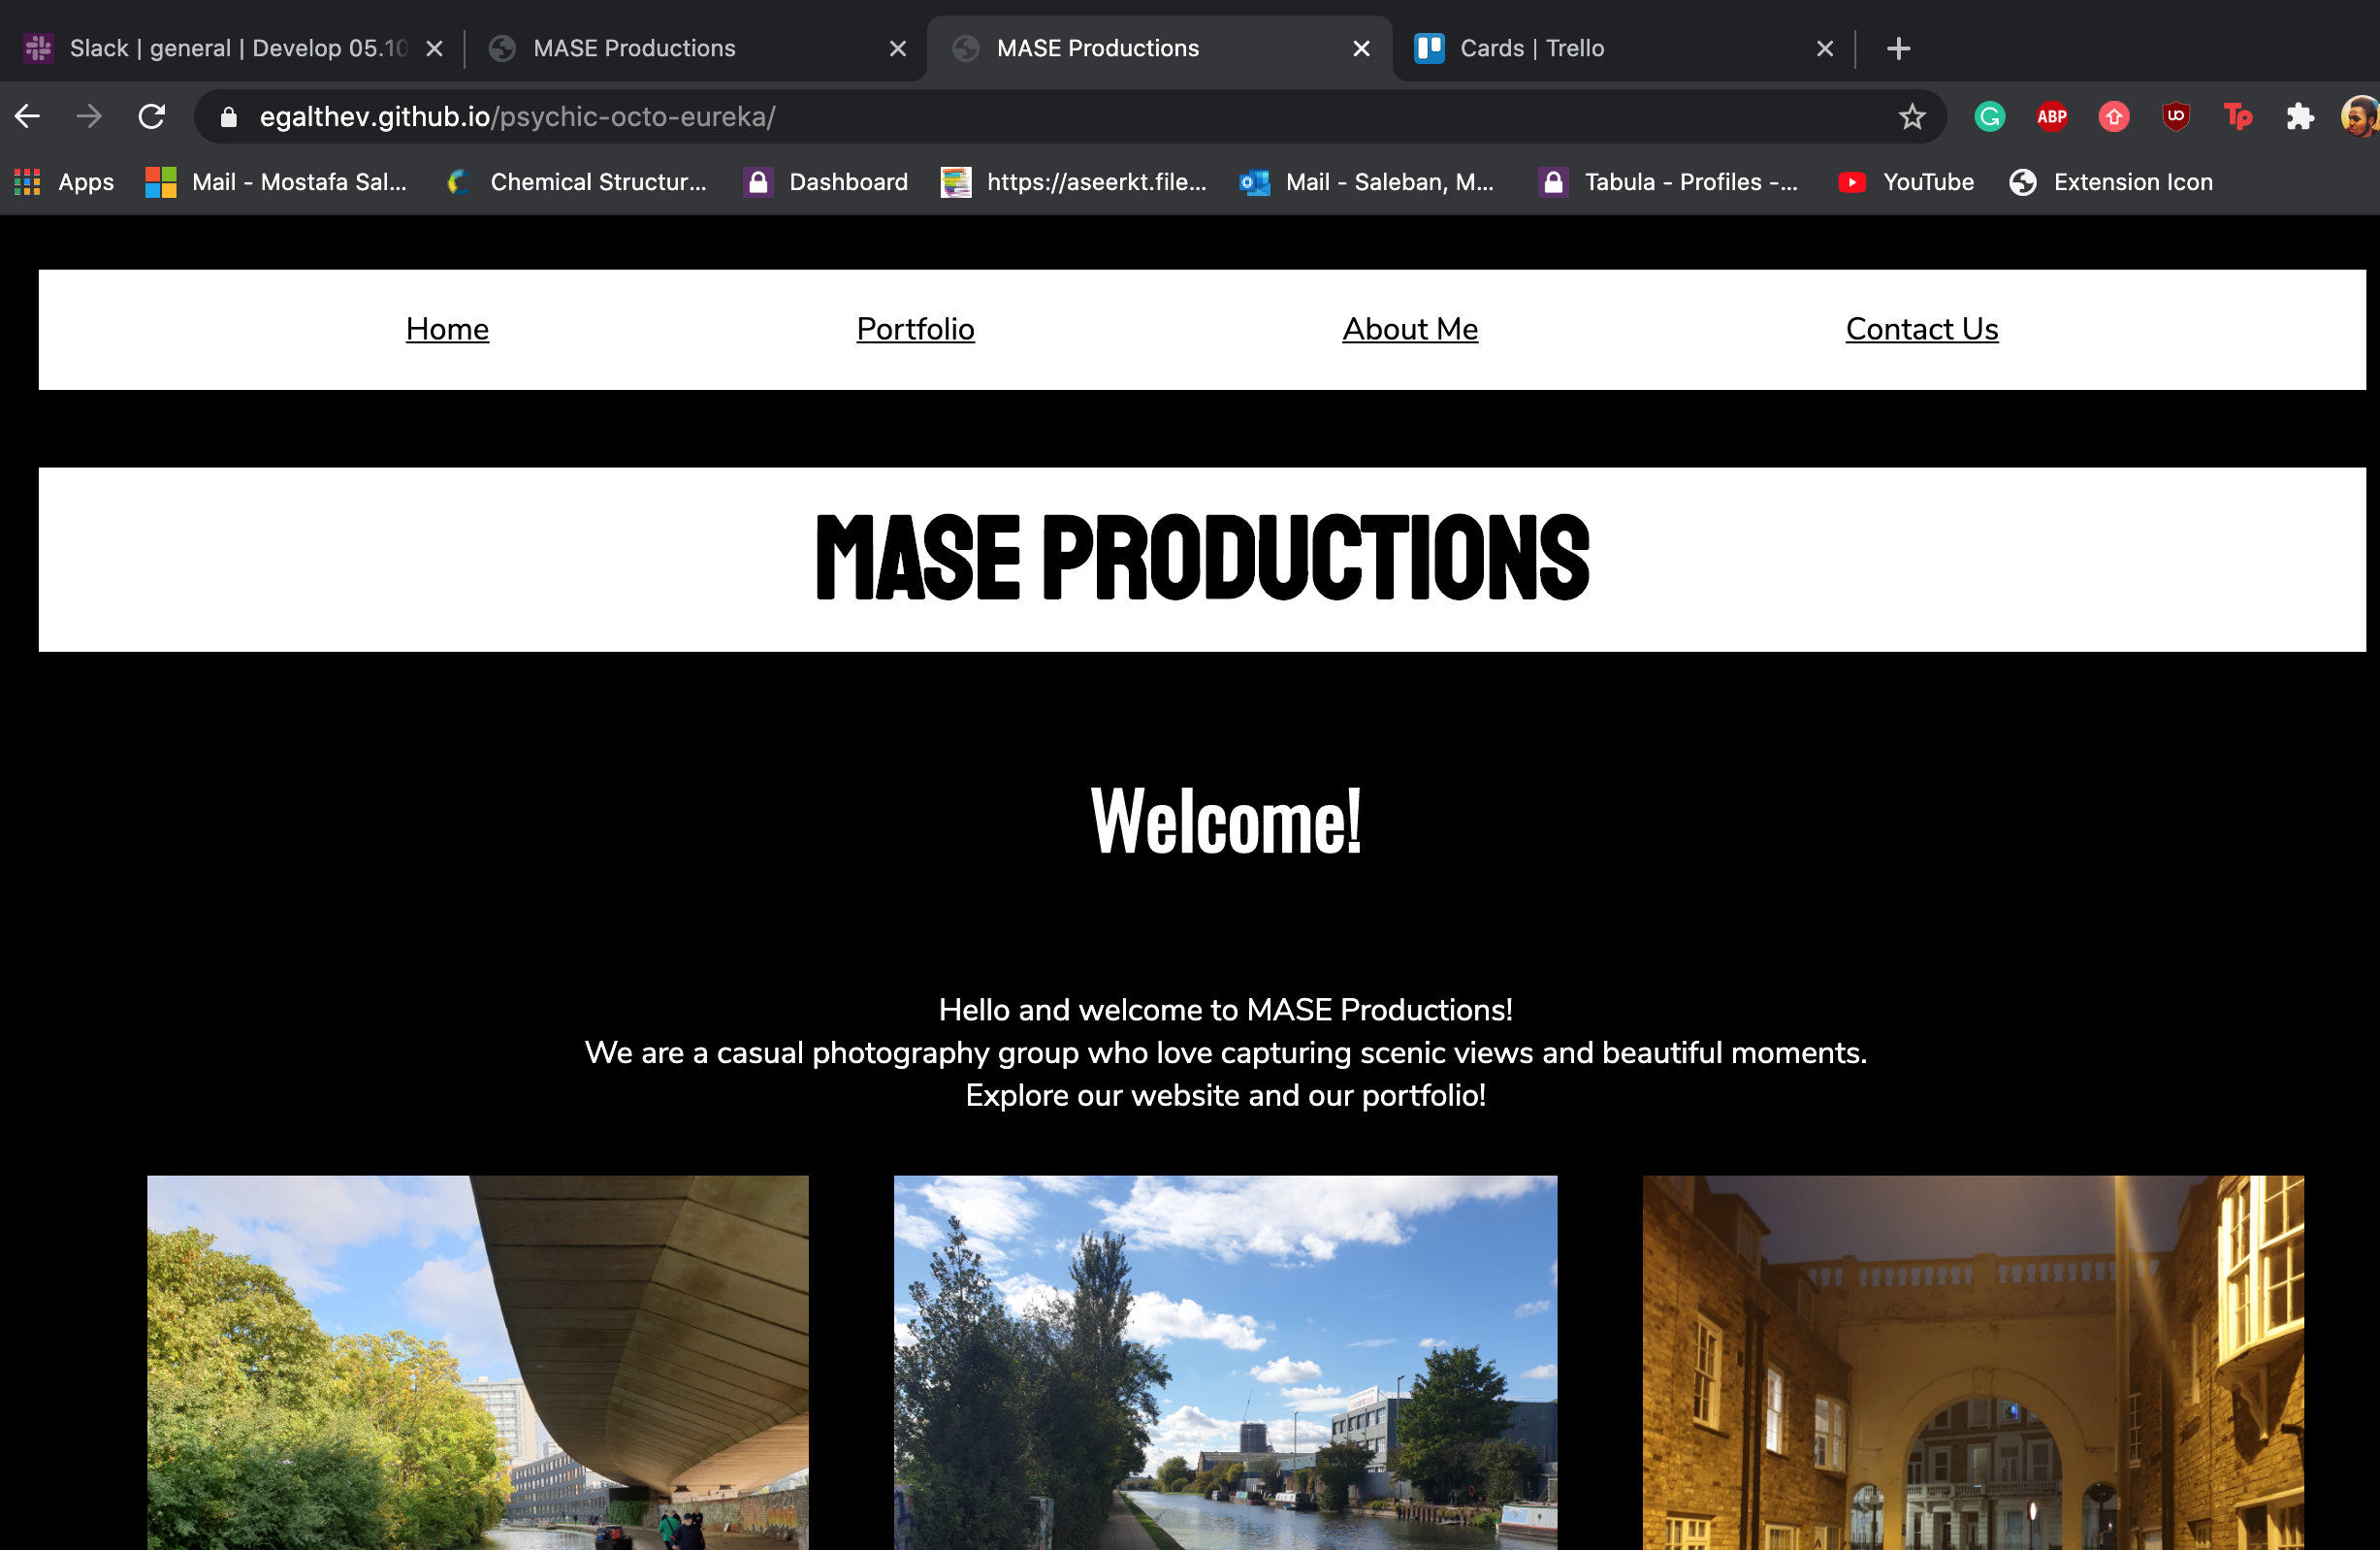 Slack | general | Develop 05.10
MASE Productions
MASE Productions
Cards | Trello
egalthev.github.io/psychic-octo-eureka/
ABP
Tp
Apps
Mail - Mostafa Sal...
Chemical Structur...
Dashboard
https://aseerkt.file...
Mail - Saleban, M...
Tabula - Profiles -...
YouTube
Extension Icon
Home
Portfolio
About Me
Contact Us
MASE PRODUCTIONS
Welcome!
Hello and welcome to MASE Productions!
We are a casual photography group who love capturing scenic views and beautiful moments.
Explore our website and our portfolio!